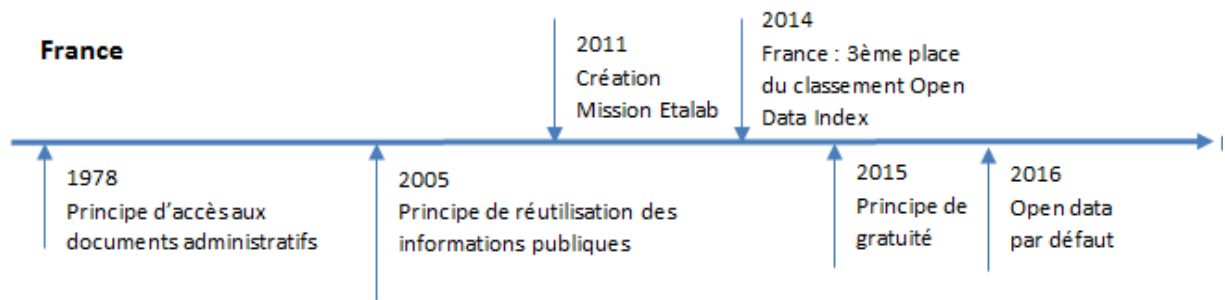 France
2011
Création
Mission Etalab
2014
France : 3ème place
du classement Open
Data Index
1978
Principe d'accès aux
documents administratifs
2005
Principe de réutilisation des
informations publiques
2015
Principe de
gratuité
2016
Open data
par défaut